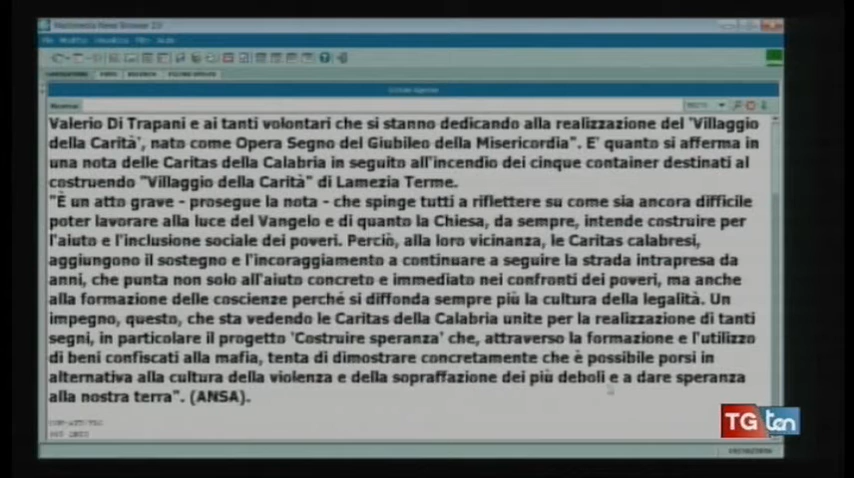 Multimedia News Browser 2.0
Valerio Di Trapani e ai tanti volontari che si stanno dedicando alla realizzazione del 'Villaggio
della Carità', nato come Opera Segno del Giubileo della Misericordia". E' quanto si afferma in
una nota delle Caritas della Calabria in seguito all'incendio dei cinque container destinati al
costruendo "Villaggio della Carità" di Lamezia Terme.
"È un atto grave - prosegue la nota - che spinge tutti a riflettere su come sia ancora difficile
poter lavorare alla luce del Vangelo e di quanto la Chiesa, da sempre, intende costruire per
l'aiuto e l'inclusione sociale dei poveri. Perciò, alla loro vicinanza, le Caritas calabresi,
aggiungono il sostegno e l'incoraggiamento a continuare a seguire la strada intrapresa da
anni, che punta non solo all'aiuto concreto e immediato nei confronti dei poveri, ma anche
alla formazione delle coscienze perché si diffonda sempre più la cultura della legalità. Un
impegno, questo, che sta vedendo le Caritas della Calabria unite per la realizzazione di tanti
segni, in particolare il progetto 'Costruire speranza' che, attraverso la formazione e l'utilizzo
di beni confiscati alla mafia, tenta di dimostrare concretamente che è possibile porsi in
alternativa alla cultura della violenza e della sopraffazione dei più deboli e a dare speranza
alla nostra terra". (ANSA).
TG ten